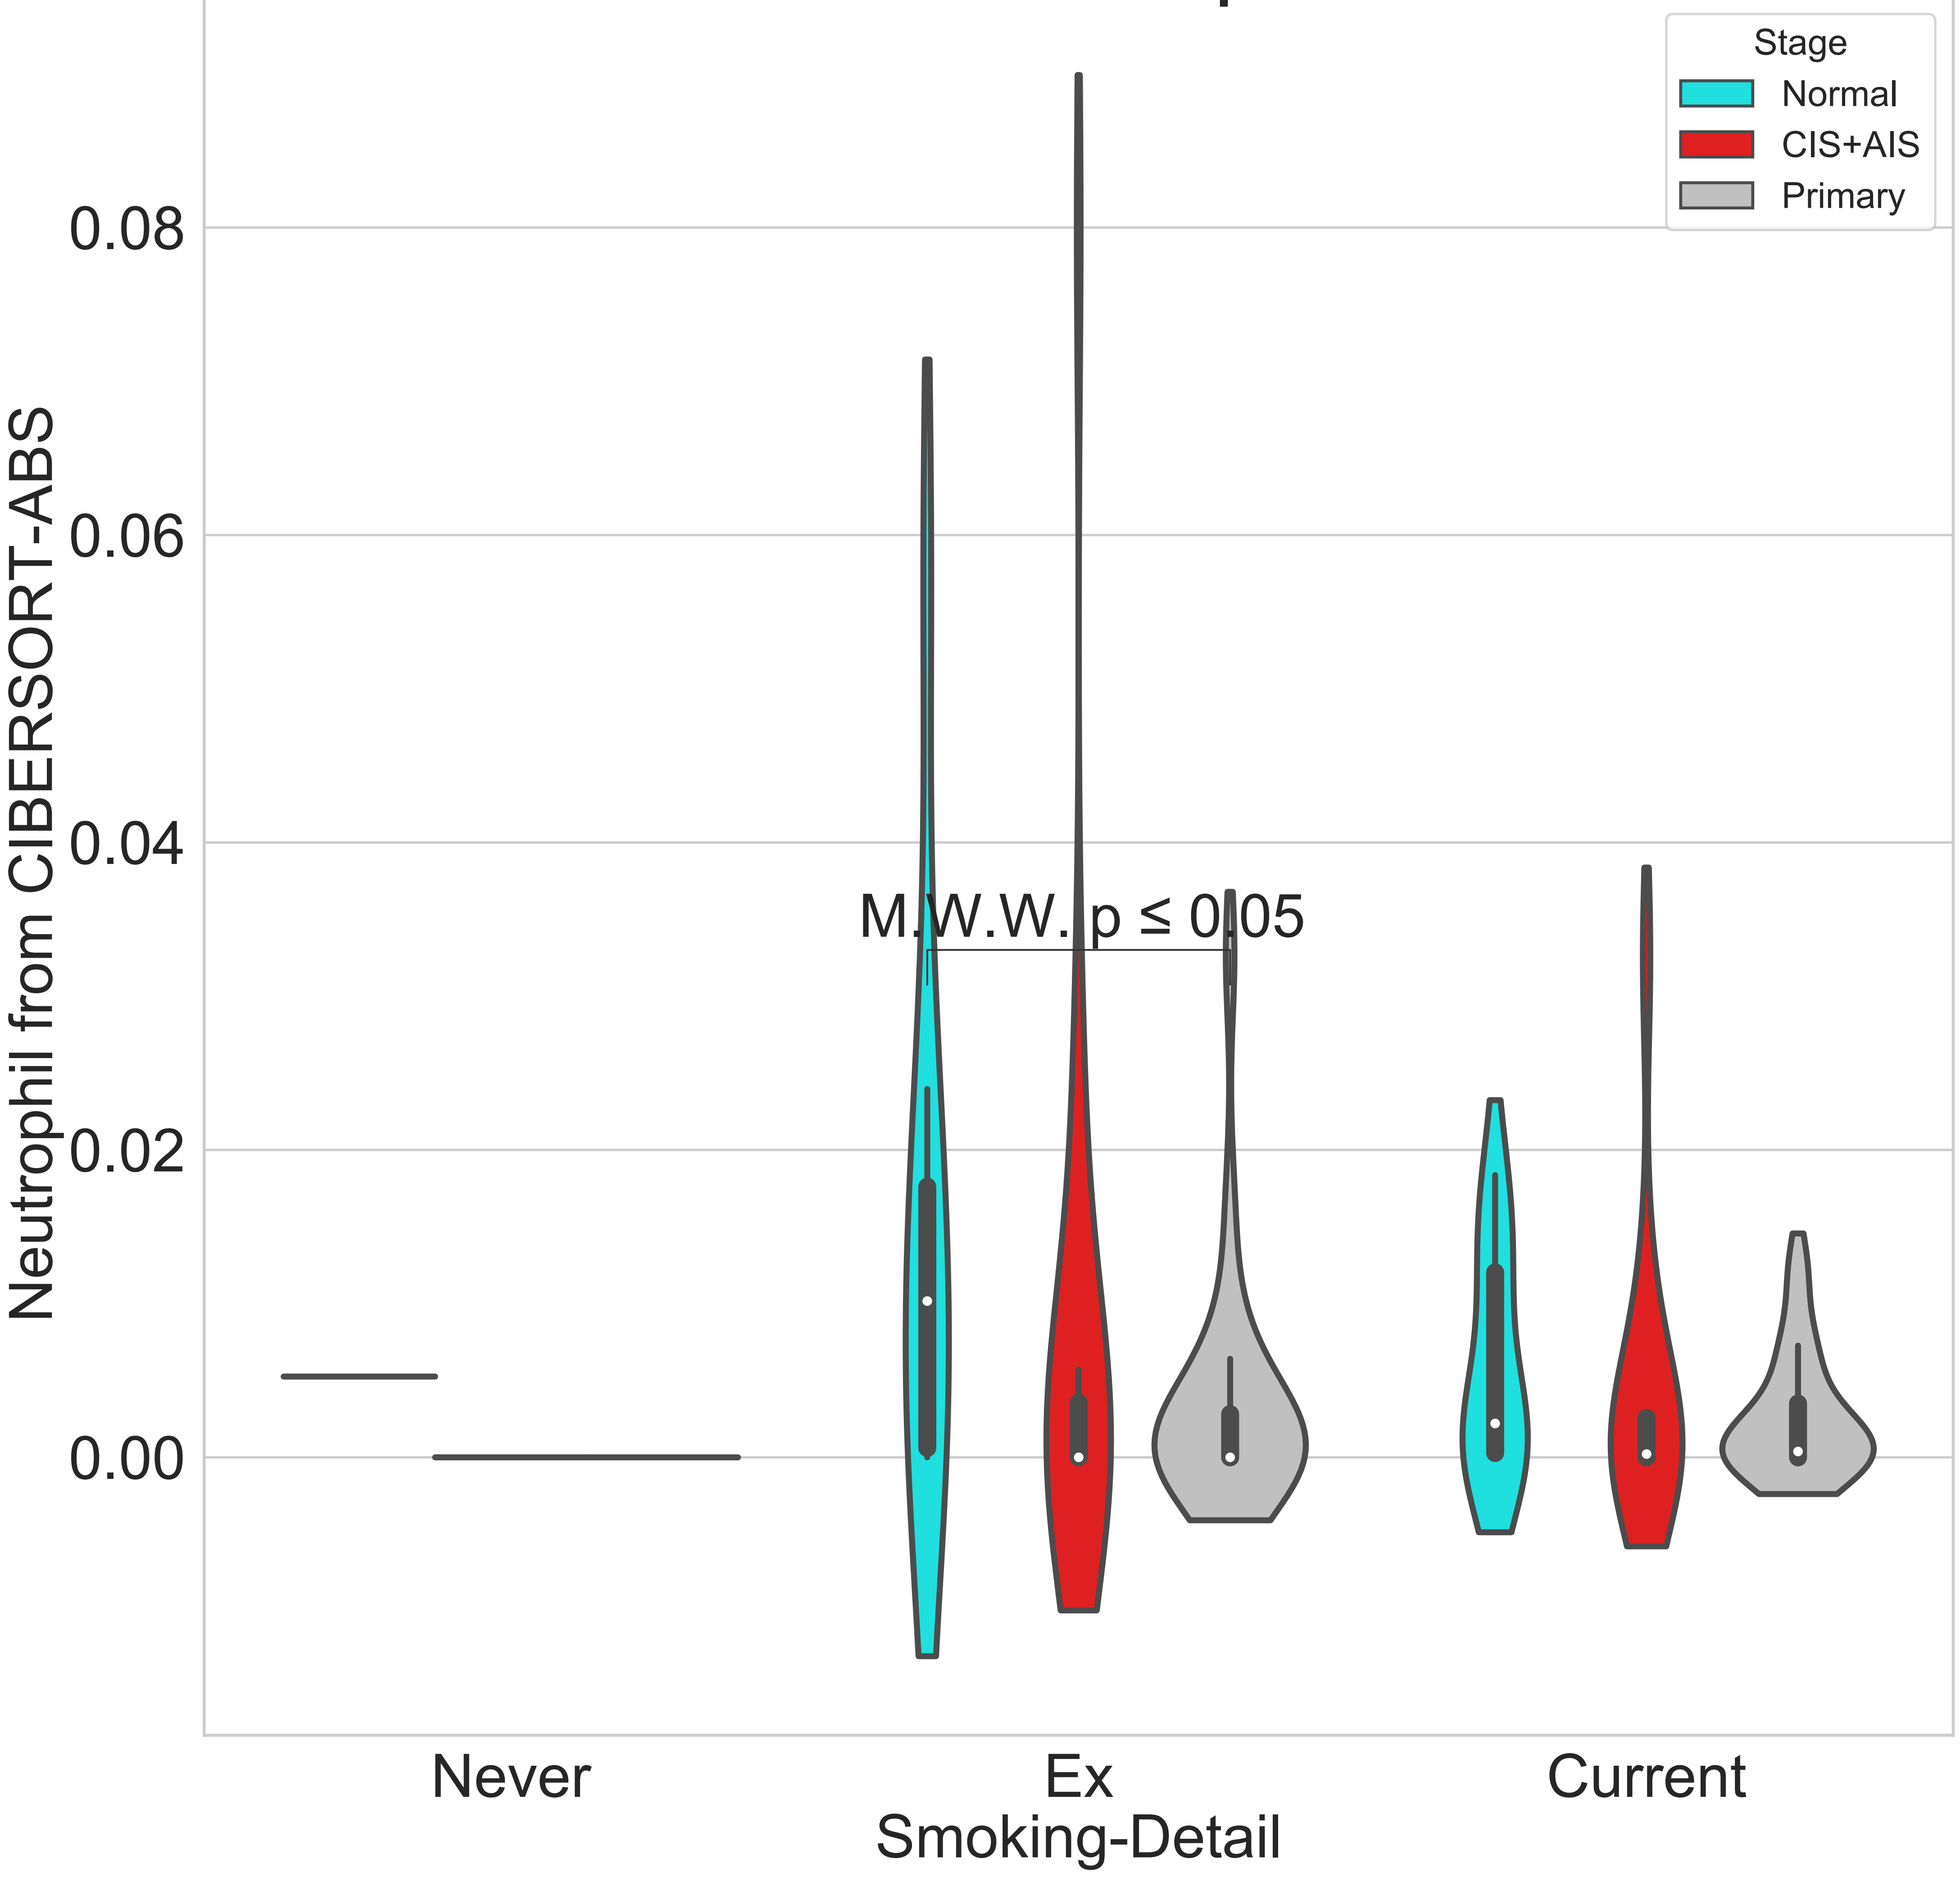 Stage
Normal
CIS+AIS
Primary
Neutrophil from CIBERSORT-ABS
0.08
0.06
0.04
0.02
0.00
M.W.W. p ≤ 0.05
Never
Ex
Current
Smoking-Detail